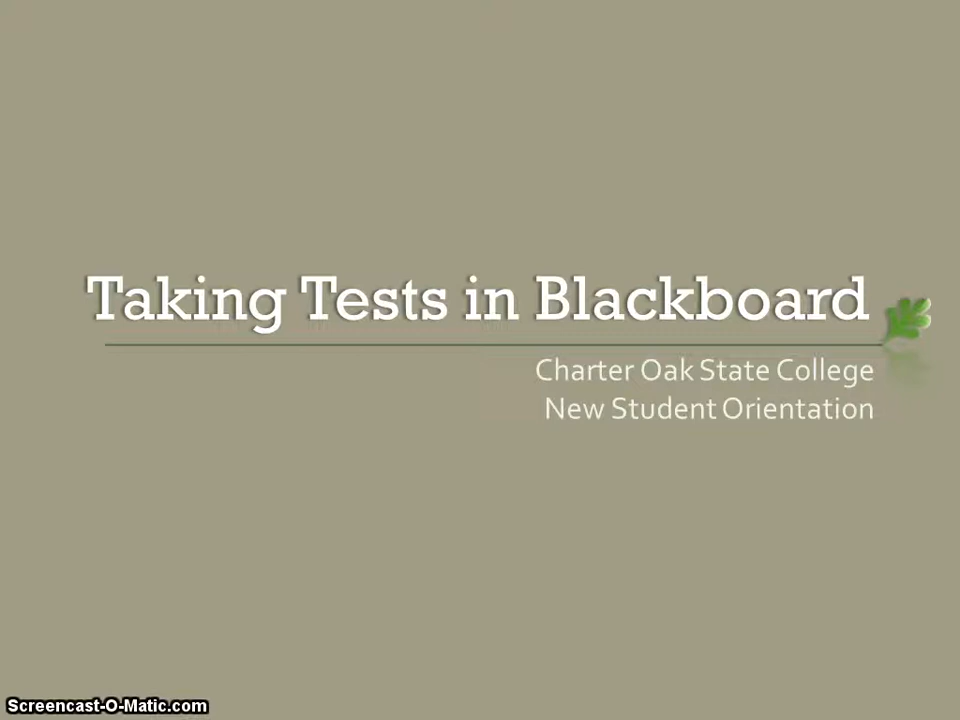 Taking Tests in Blackboard
Charter Oak State College
New Student Orientation
Screencast-O-Matic.com